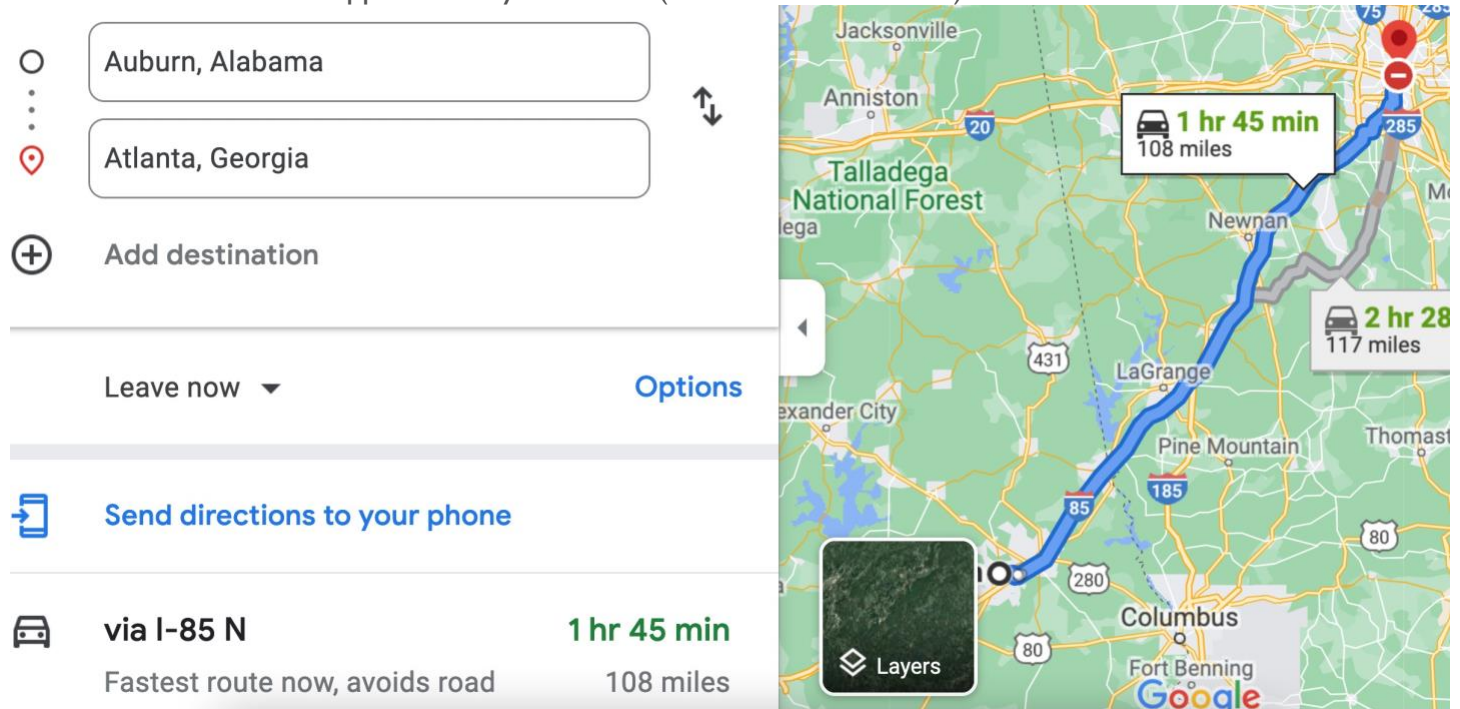 Auburn, Alabama
Atlanta, Georgia
Add destination
Leave now
Options
Send directions to your phone
via I-85 N
1 hr 45 min
Fastest route now, avoids road
108 miles
Jacksonville
75
285
Anniston
20
1 hr 45 min
108 miles
285
Talladega
National Forest
Newnan
2 hr 28
117 miles
431
LaGrange
Pine Mountain
185
85
80
280
Columbus
80
Fort Benning
Layers
Google